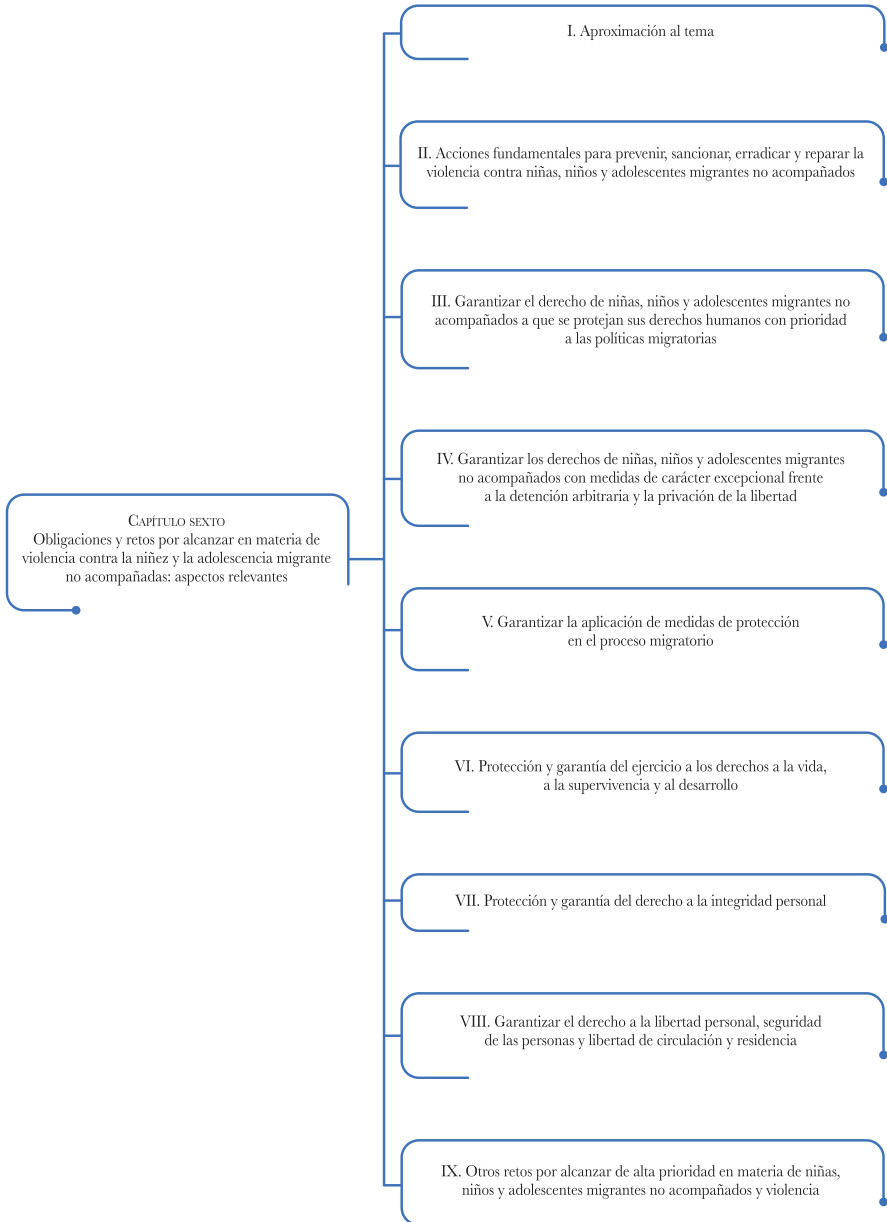 I. Aproximación al tema
II. Acciones fundamentales para prevenir, sancionar, erradicar y reparar la
violencia contra niñas, niños y adolescentes migrantes no acompañados
III. Garantizar el derecho de niñas, niños y adolescentes migrantes no
acompañados a que se protejan sus derechos humanos con prioridad
a las políticas migratorias
IV. Garantizar los derechos de niñas, niños y adolescentes migrantes
no acompañados con medidas de carácter excepcional frente
a la detención arbitraria y la privación de la libertad
CAPÍTULO SEXTO
Obligaciones y retos por alcanzar en materia de
violencia contra la niñez y la adolescencia migrante
no acompañadas: aspectos relevantes
V. Garantizar la aplicación de medidas de protección
en el proceso migratorio
VI. Protección y garantía del ejercicio a los derechos a la vida,
a la supervivencia y al desarrollo
VII. Protección y garantía del derecho a la integridad personal
VIII. Garantizar el derecho a la libertad personal, seguridad
de las personas y libertad de circulación y residencia
IX. Otros retos por alcanzar de alta prioridad en materia de niñas,
niños y adolescentes migrantes no acompañados y violencia